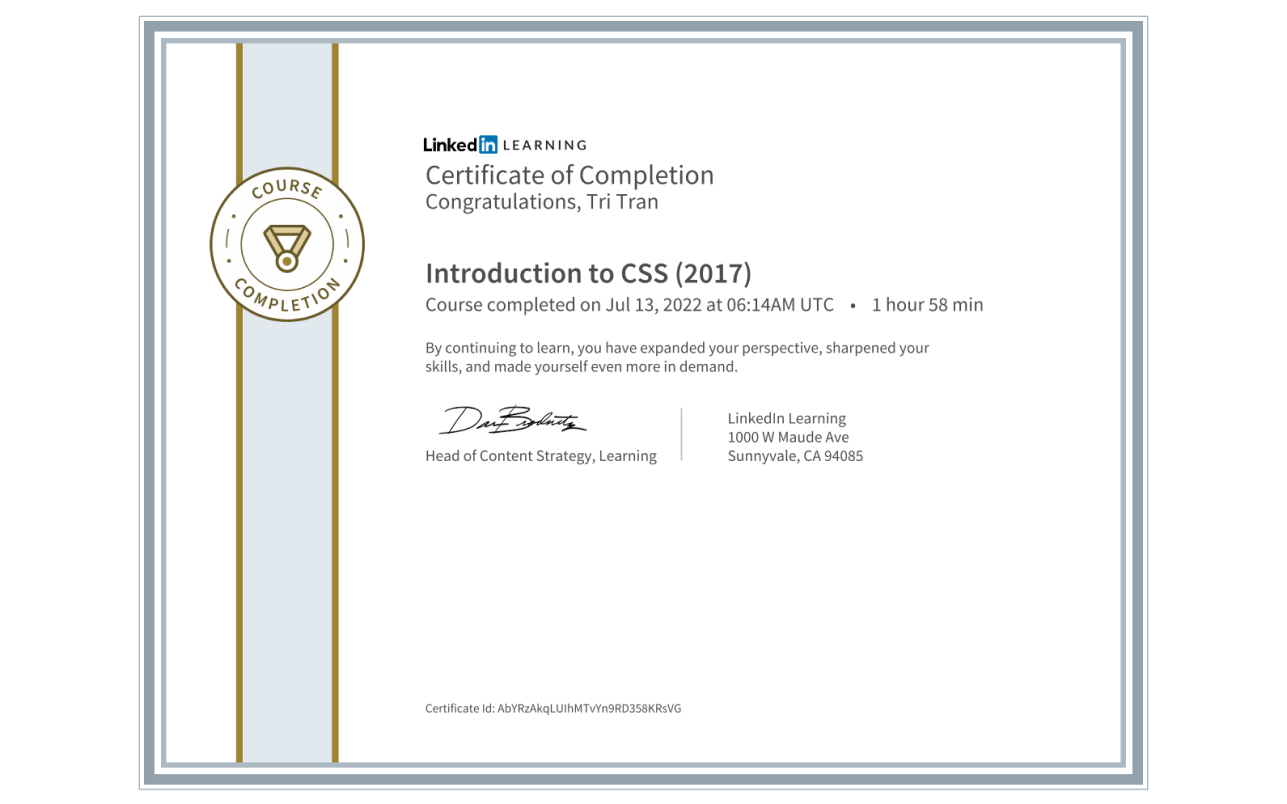 LinkedIn LEARNING
Certificate of Completion
Congratulations, Tri Tran
COURSE
COMPLETION
Introduction to CSS (2017)
Course completed on Jul 13, 2022 at 06:14AM UTC • 1 hour 58 min
By continuing to learn, you have expanded your perspective, sharpened your
skills, and made yourself even more in demand.
Head of Content Strategy, Learning
LinkedIn Learning
1000 W Maude Ave
Sunnyvale, CA 94085
Certificate Id: AbYRzAkqLUIhMTvYn9RD358KRsVG